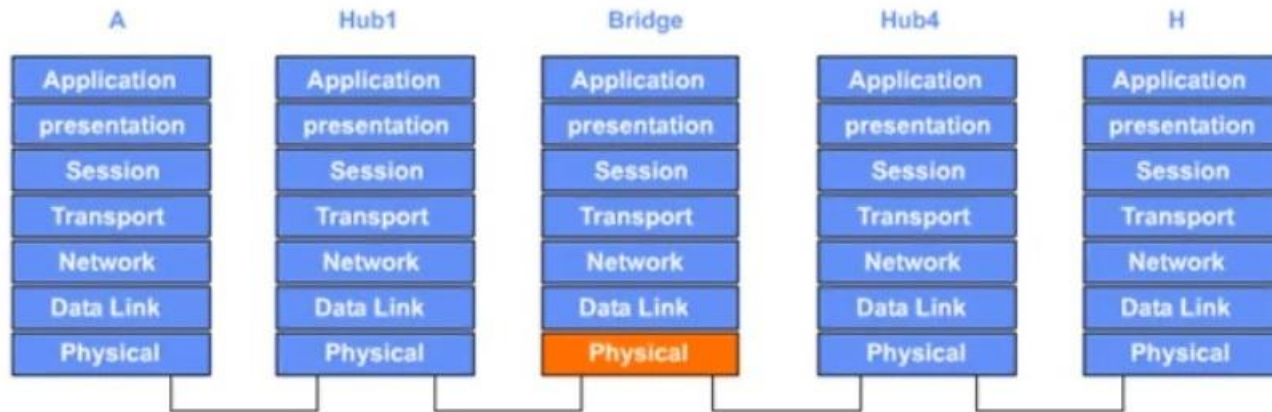 A Hub1 Bridge Hub4 H
Application Application Application Application Application
presentation presentation presentation presentation presentation
Session Session Session Session Session
Transport Transport Transport Transport Transport
Network Network Network Network Network
Data Link Data Link Data Link Data Link Data Link
Physical Physical Physical Physical Physical